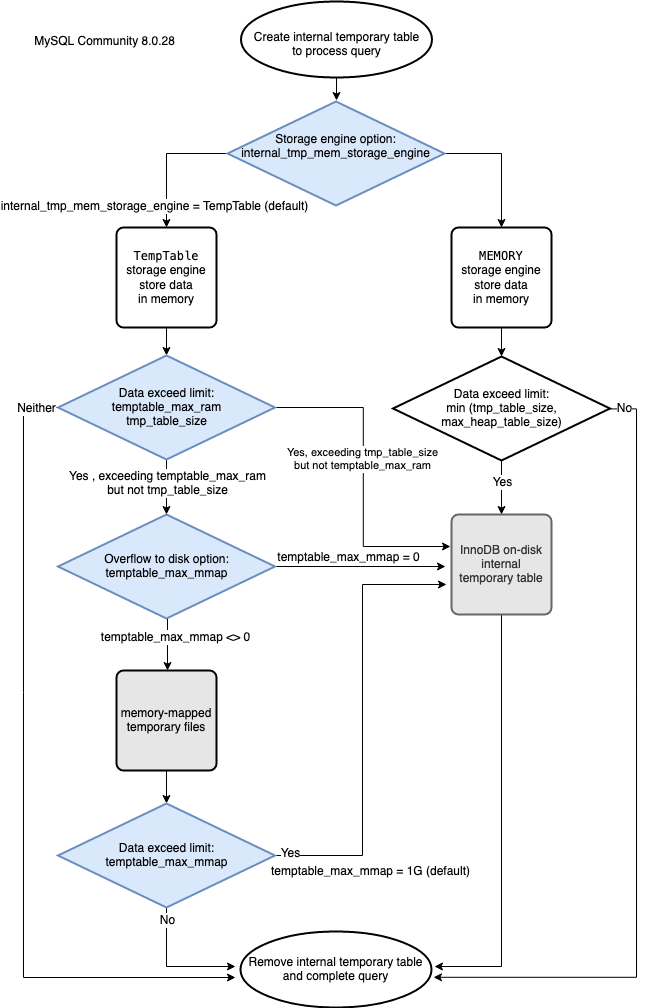 MySQL Community 8.0.28
Create internal temporary table
to process query
Storage engine option:
internal_tmp_mem_storage_engine
internal_tmp_mem_storage_engine = TempTable (default)
TempTable
storage engine
store data
in memory
MEMORY
storage engine
store data
in memory
Data exceed limit:
temptable_max_ram
tmp_table_size
Data exceed limit:
min (tmp_table_size,
max_heap_table_size)
Neither
No
Yes, exceeding tmp_table_size
but not temptable_max_ram
Yes , exceeding temptable_max_ram
but not tmp_table_size
Yes
Overflow to disk option:
temptable_max_mmap
temptable_max_mmap = 0
InnoDB on-disk
internal
temporary table
temptable_max_mmap <> 0
memory-mapped
temporary files
Data exceed limit:
temptable_max_mmap
Yes
temptable_max_mmap = 1G (default)
No
Remove internal temporary table
and complete query